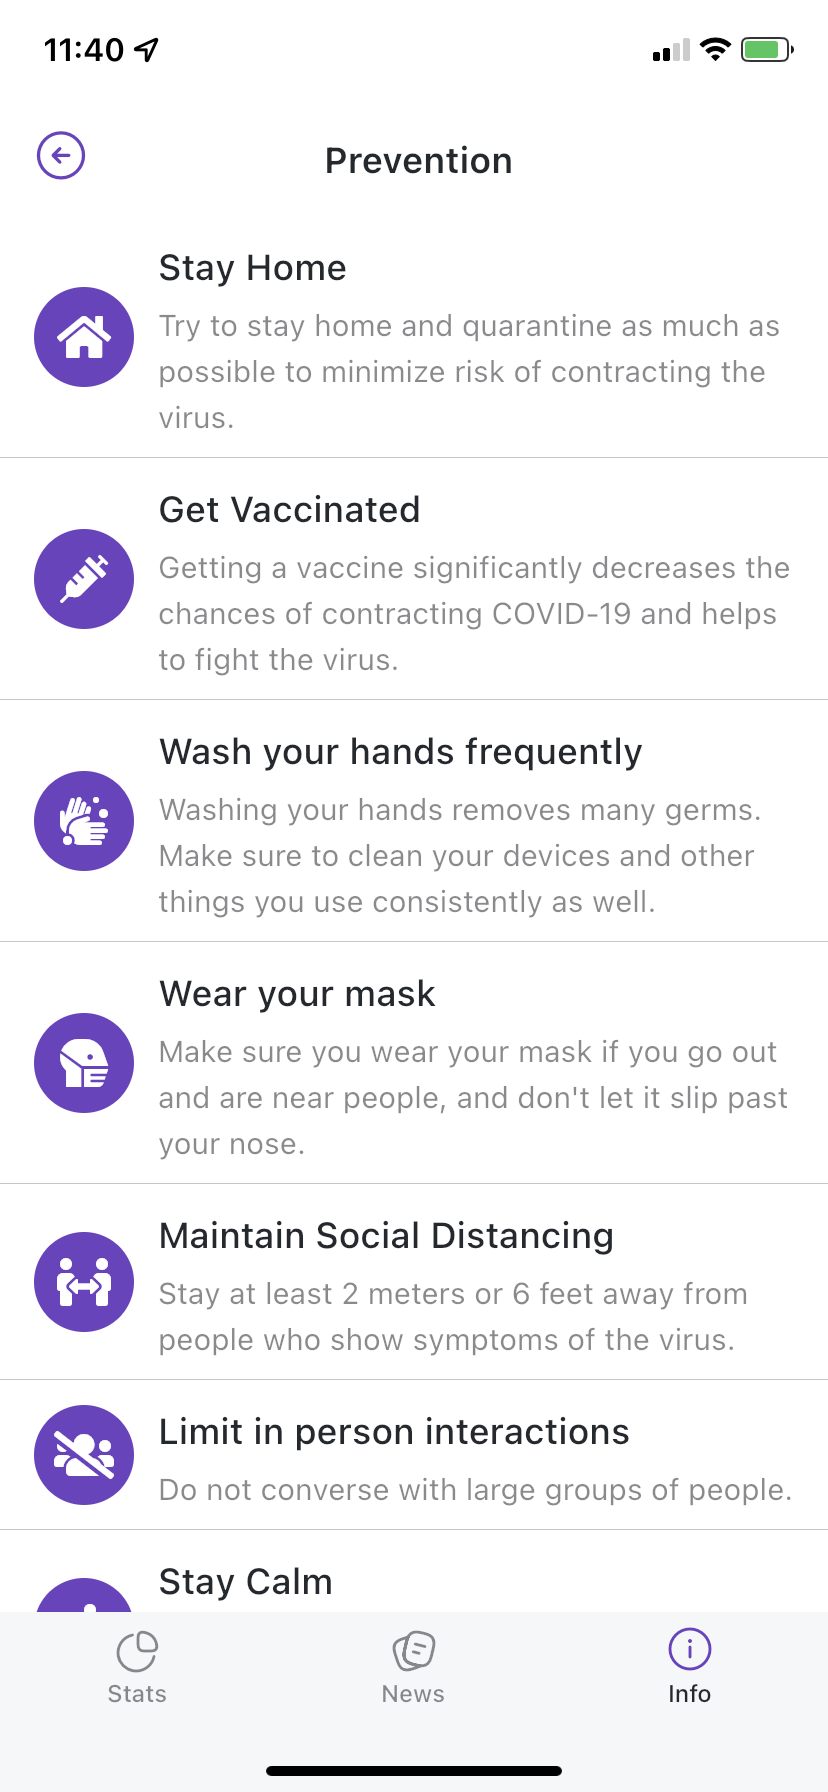 11:40
Prevention
Stay Home
Try to stay home and quarantine as much as
possible to minimize risk of contracting the
virus.
Get Vaccinated
Getting a vaccine significantly decreases the
chances of contracting COVID-19 and helps
to fight the virus.
Wash your hands frequently
Washing your hands removes many germs.
Make sure to clean your devices and other
things you use consistently as well.
Wear your mask
Make sure you wear your mask if you go out
and are near people, and don't let it slip past
your nose.
Maintain Social Distancing
Stay at least 2 meters or 6 feet away from
people who show symptoms of the virus.
Limit in person interactions
Do not converse with large groups of people.
Stay Calm
Stats
News
Info